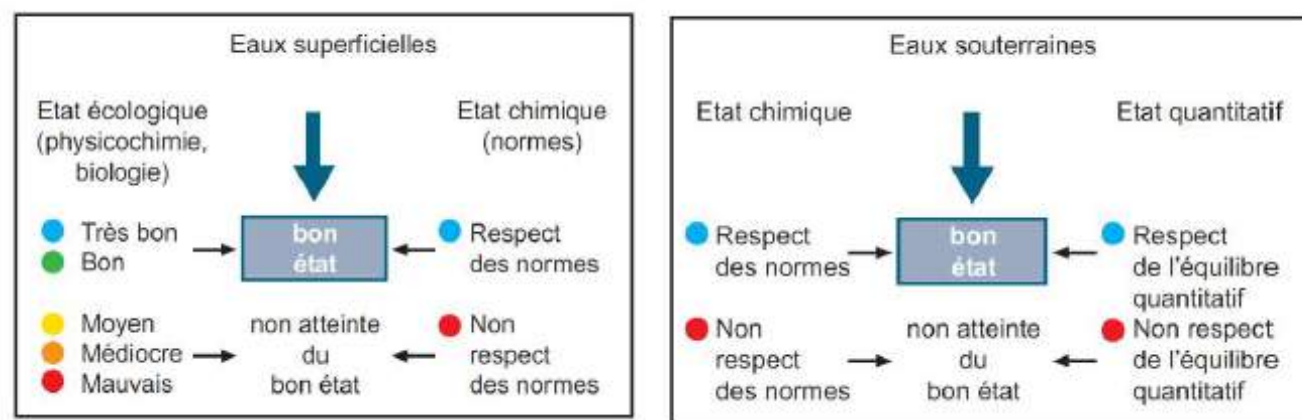 Eaux superficielles
Etat écologique
(physicochimie,
biologie)
Etat chimique
(normes)
Très bon
Bon
bon
état
Respect
des normes
Moyen
Médiocre
Mauvais
non atteinte
du
bon état
Non
respect
des normes
Eaux souterraines
Etat chimique
Etat quantitatif
Respect
des normes
bon
état
Respect
de l'équilibre
quantitatif
Non
respect
des normes
non atteinte
du
bon état
Non respect
de l'équilibre
quantitatif